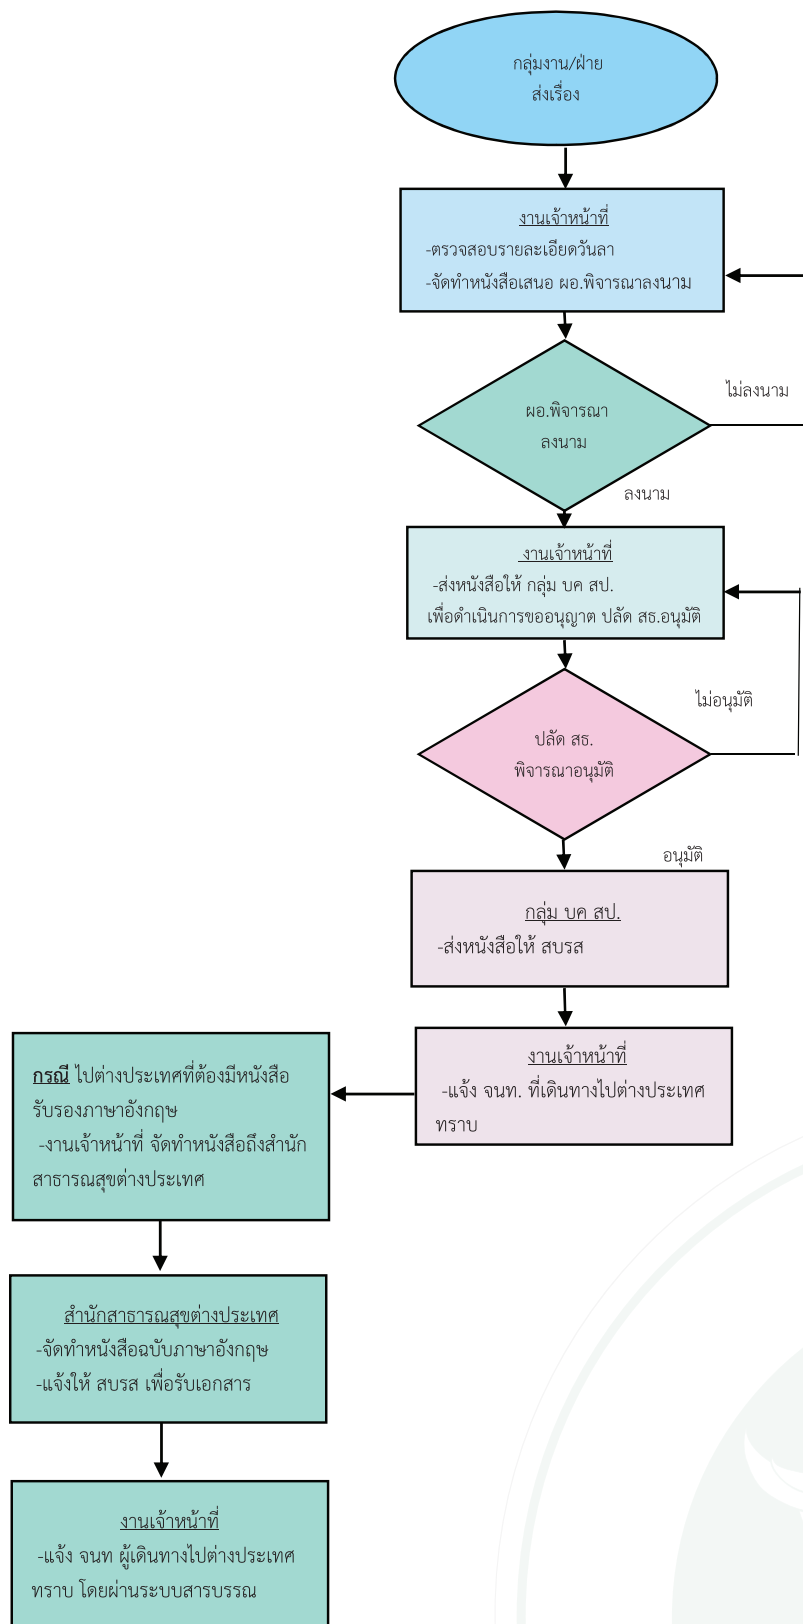 กลุ่มงาน/ฝ่าย
ส่งเรื่อง
งานเจ้าหน้าที่
-ตรวจสอบรายละเอียดวันลา
-จัดทำหนังสือเสนอ ผอ.พิจารณาลงนาม
ไม่ลงนาม
ผอ.พิจารณา
ลงนาม
ลงนาม
งานเจ้าหน้าที่
-ส่งหนังสือให้ กลุ่ม บค สป.
เพื่อดำเนินการขออนุญาต ปลัด สธ.อนุมัติ
ไม่อนุมัติ
ปลัด สธ.
พิจารณาอนุมัติ
อนุมัติ
กลุ่ม บค สป.
-ส่งหนังสือให้ สบรส
งานเจ้าหน้าที่
-แจ้ง จนท. ที่เดินทางไปต่างประเทศ
ทราบ
กรณี ไปต่างประเทศที่ต้องมีหนังสือ
รับรองภาษาอังกฤษ
-งานเจ้าหน้าที่ จัดทำหนังสือถึงสำนัก
สาธารณสุขต่างประเทศ
สำนักสาธารณสุขต่างประเทศ
-จัดทำหนังสือฉบับภาษาอังกฤษ
-แจ้งให้ สบรส เพื่อรับเอกสาร
งานเจ้าหน้าที่
-แจ้ง จนท ผู้เดินทางไปต่างประเทศ
ทราบ โดยผ่านระบบสารบรรณ